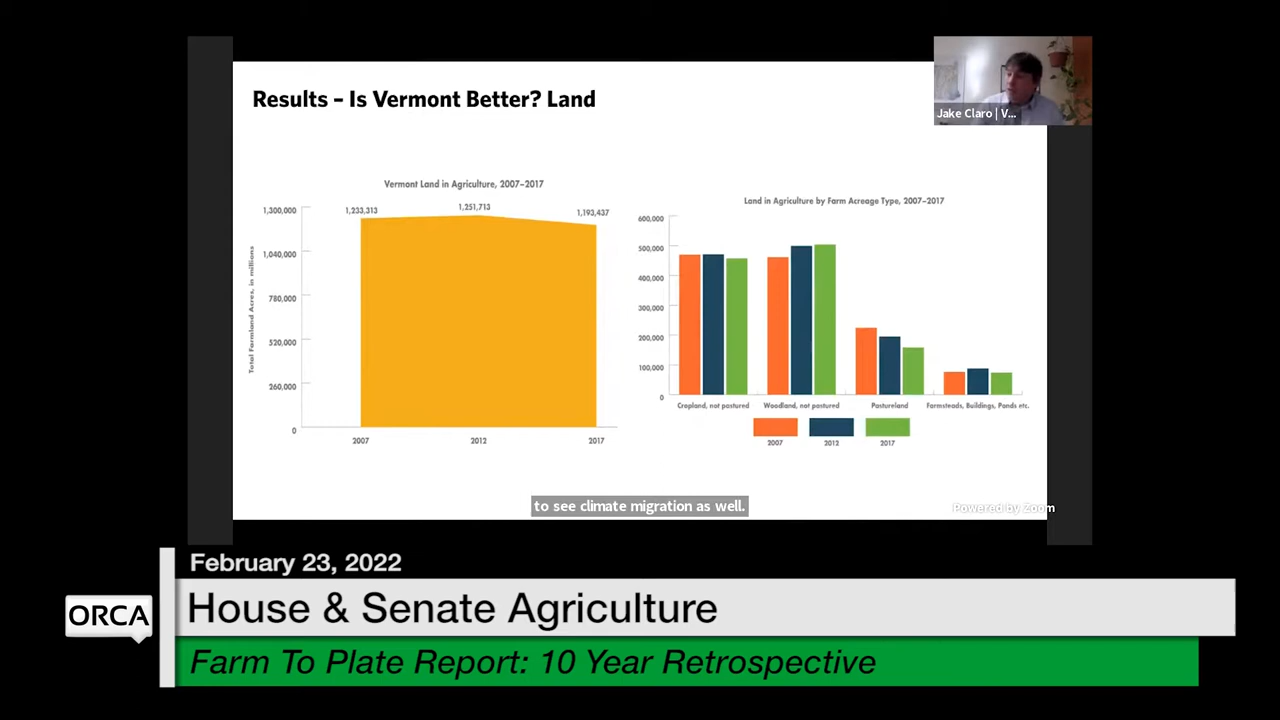 Results – Is Vermont Better? Land
Jake Claro | V...
Vermont Land in Agriculture, 2007–2017
1,300,000
1,040,000
780,000
520,000
260,000
0
Total Farmland Acres, in millions
1,233,313
1,251,713
1,193,437
2007
2012
2017
Land in Agriculture by Farm Acreage Type, 2007–2017
600,000
500,000
400,000
300,000
200,000
100,000
0
Cropland, not pastured
Woodland, not pastured
Pastureland
Farmsteads, Buildings, Ponds etc.
2007
2012
2017
to see climate migration as well.
Powered by Zoom
February 23, 2022
ORCA
House & Senate Agriculture
Farm To Plate Report: 10 Year Retrospective